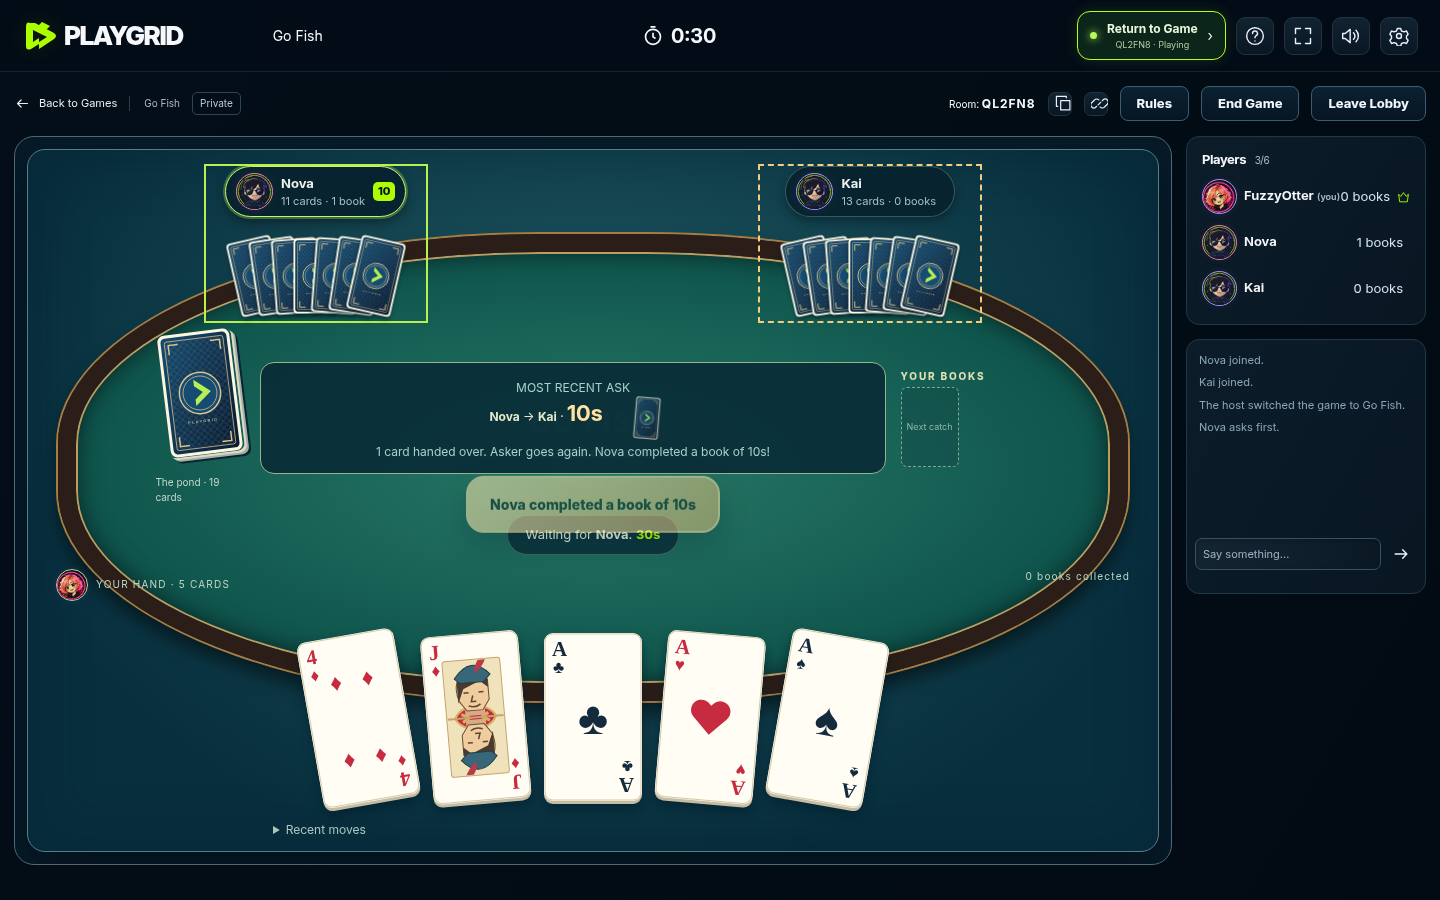 PLAYGRID
Go Fish
0:30
Return to Game
QL2FN8 · Playing
Back to Games
Go Fish
Private
Room: QL2FN8
Rules
End Game
Leave Lobby
Nova
11 cards · 1 book
10
Kai
13 cards · 0 books
PLAYGRID
The pond · 19
cards
MOST RECENT ASK
Nova → Kai · 10s
1 card handed over. Asker goes again. Nova completed a book of 10s!
YOUR BOOKS
Next catch
Nova completed a book of 10s
Waiting for Nova. 30s
YOUR HAND · 5 CARDS
0 books collected
4
4
J
J
A
A
A
A
A
A
Recent moves
Players 3/6
FuzzyOtter (you) 0 books
Nova 1 books
Kai 0 books
Nova joined.
Kai joined.
The host switched the game to Go Fish.
Nova asks first.
Say something...